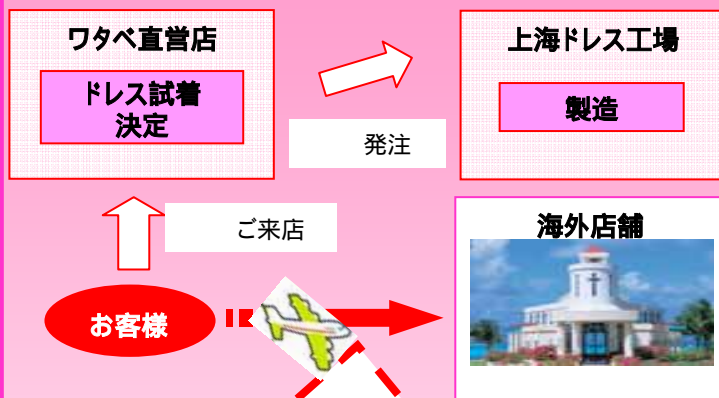 ワタベ直営店
ドレス試着
決定
上海ドレス工場
製造
発注
ご来店
海外店舗
お客様